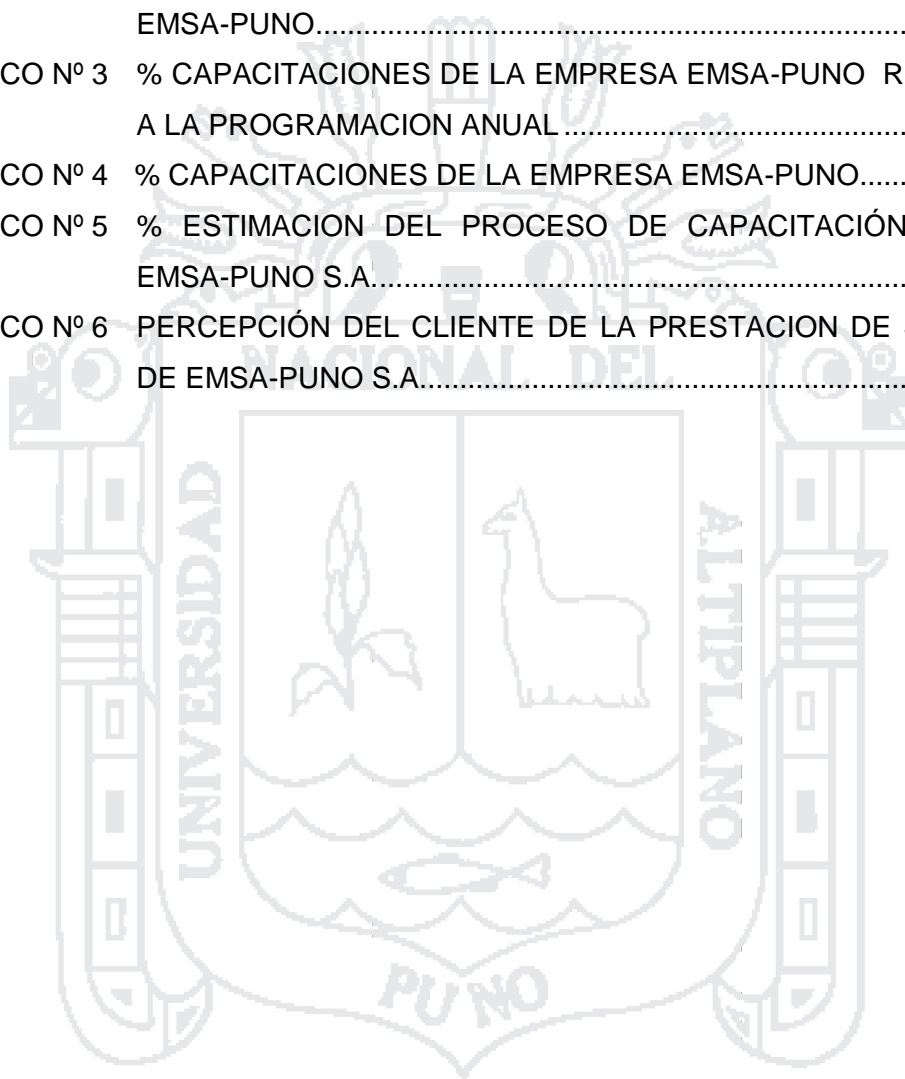 EMSA-PUNO........................................................................
CO Nº 3 % CAPACITACIONES DE LA EMPRESA EMSA-PUNO R
A LA PROGRAMACION ANUAL..........................................
CO Nº 4 % CAPACITACIONES DE LA EMPRESA EMSA-PUNO......
CO Nº 5 % ESTIMACION DEL PROCESO DE CAPACITACIÓN
EMSA-PUNO S.A.................................................................
CO Nº 6 PERCEPCIÓN DEL CLIENTE DE LA PRESTACION DE
DE EMSA-PUNO S.A............................................................
NACIONAL DEL
UNIVERSIDAD
ALTIPLANO
PUNO